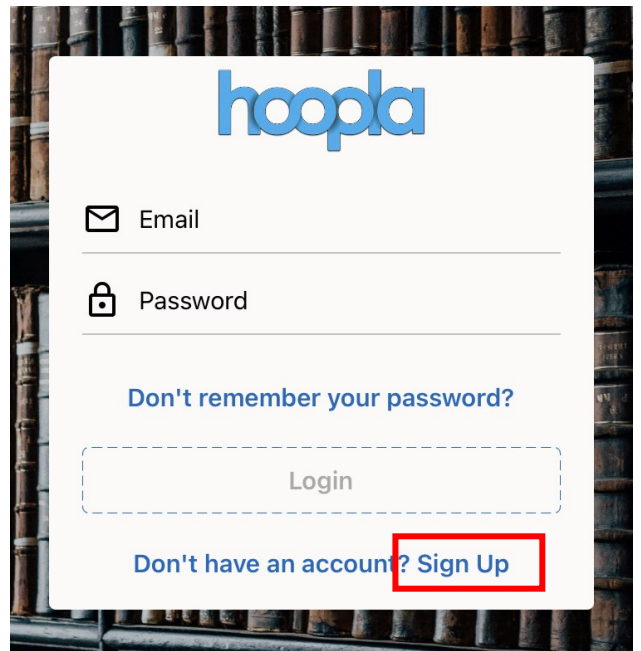 hoopla
Email
Password
Don't remember your password?
Login
Don't have an account? Sign Up